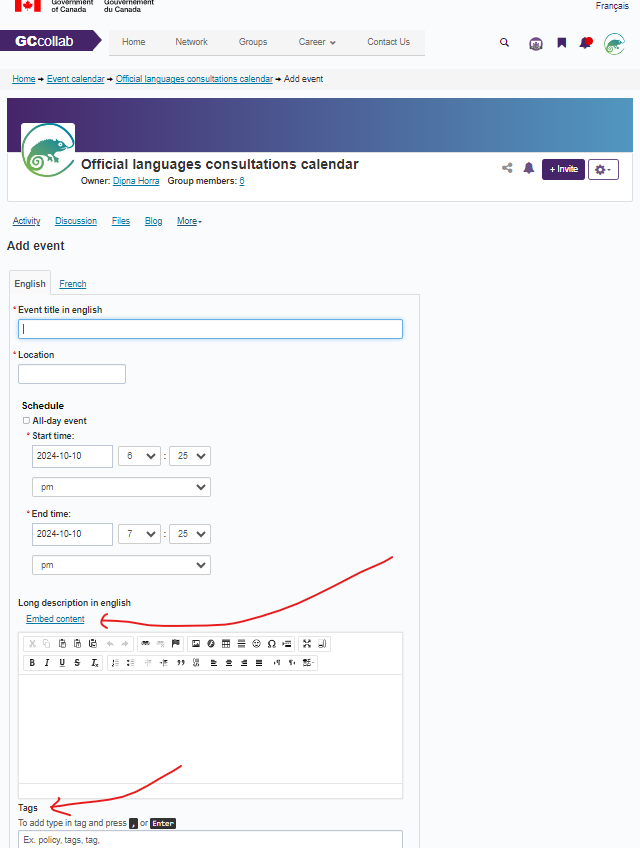 Government Gouvernement
of Canada du Canada
Français
GCcollab Home Network Groups Career Contact Us
Home ➔ Event calendar ➔ Official languages consultations calendar ➔ Add event
Official languages consultations calendar
Owner: Dipna Horra Group members: 6
+ Invite
Activity Discussion Files Blog More
Add event
English French
* Event title in english
* Location
Schedule
All-day event
* Start time:
2024-10-10 6 : 25
pm
* End time:
2024-10-10 7 : 25
pm
Long description in english
Embed content
B I U S Tx
Tags
To add type in tag and press , or Enter
Ex. policy, tags, tag,